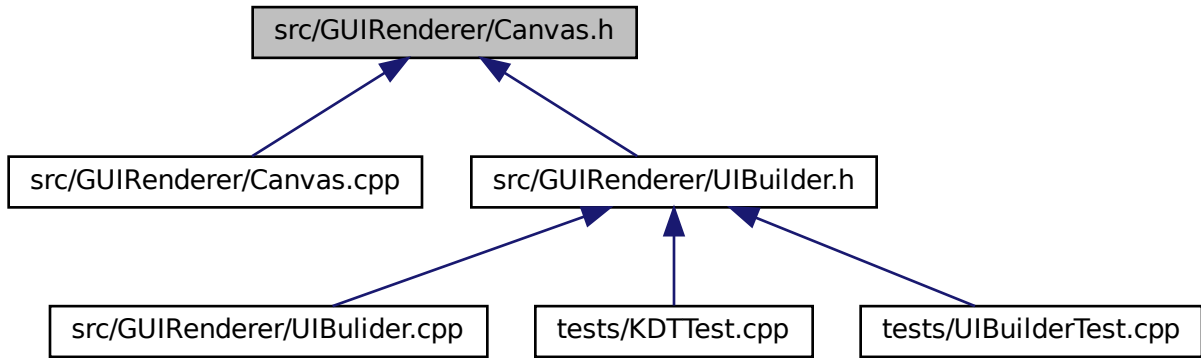 src/GUIRenderer/Canvas.h
src/GUIRenderer/Canvas.cpp
src/GUIRenderer/UIBuilder.h
src/GUIRenderer/UIBulider.cpp
tests/KDTTest.cpp
tests/UIBuilderTest.cpp